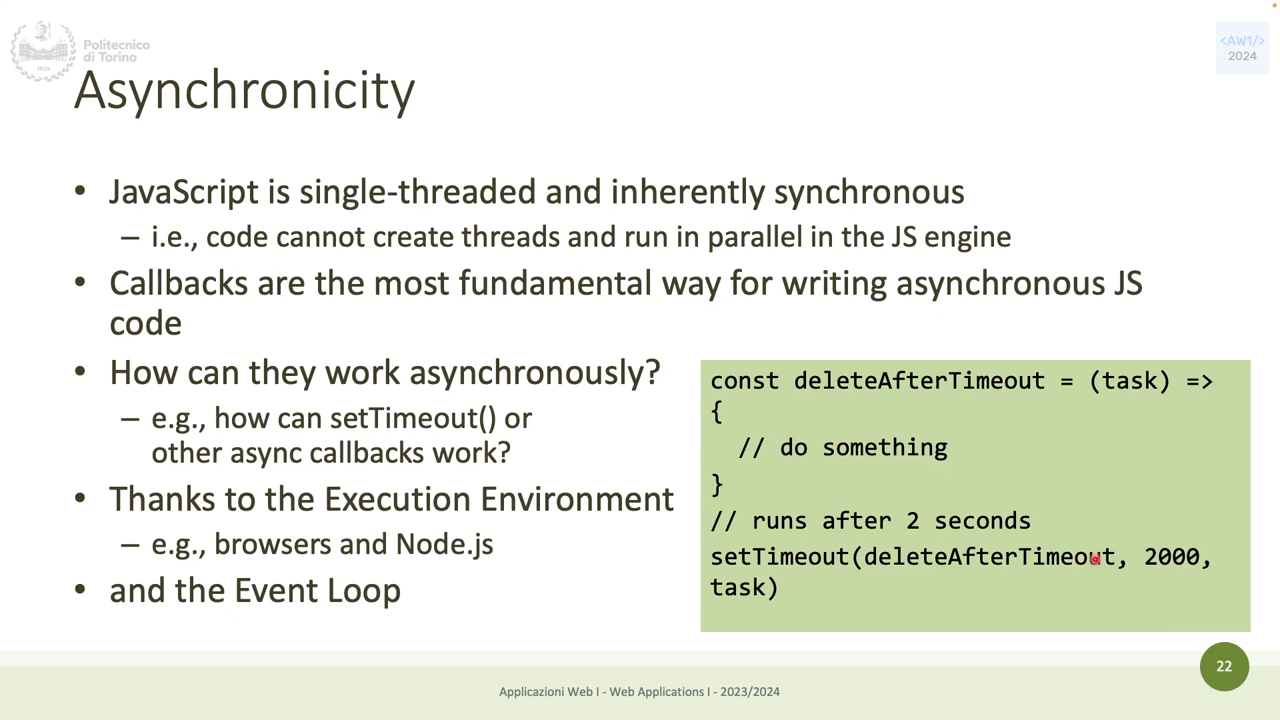 Politecnico
di Torino
1859
<AW1/>
2024
Asynchronicity
• JavaScript is single-threaded and inherently synchronous
– i.e., code cannot create threads and run in parallel in the JS engine
• Callbacks are the most fundamental way for writing asynchronous JS
code
• How can they work asynchronously?
– e.g., how can setTimeout() or
other async callbacks work?
• Thanks to the Execution Environment
– e.g., browsers and Node.js
• and the Event Loop
const deleteAfterTimeout = (task) =>
{
// do something
}
// runs after 2 seconds
setTimeout(deleteAfterTimeout, 2000,
task)
22
Applicazioni Web I - Web Applications I - 2023/2024